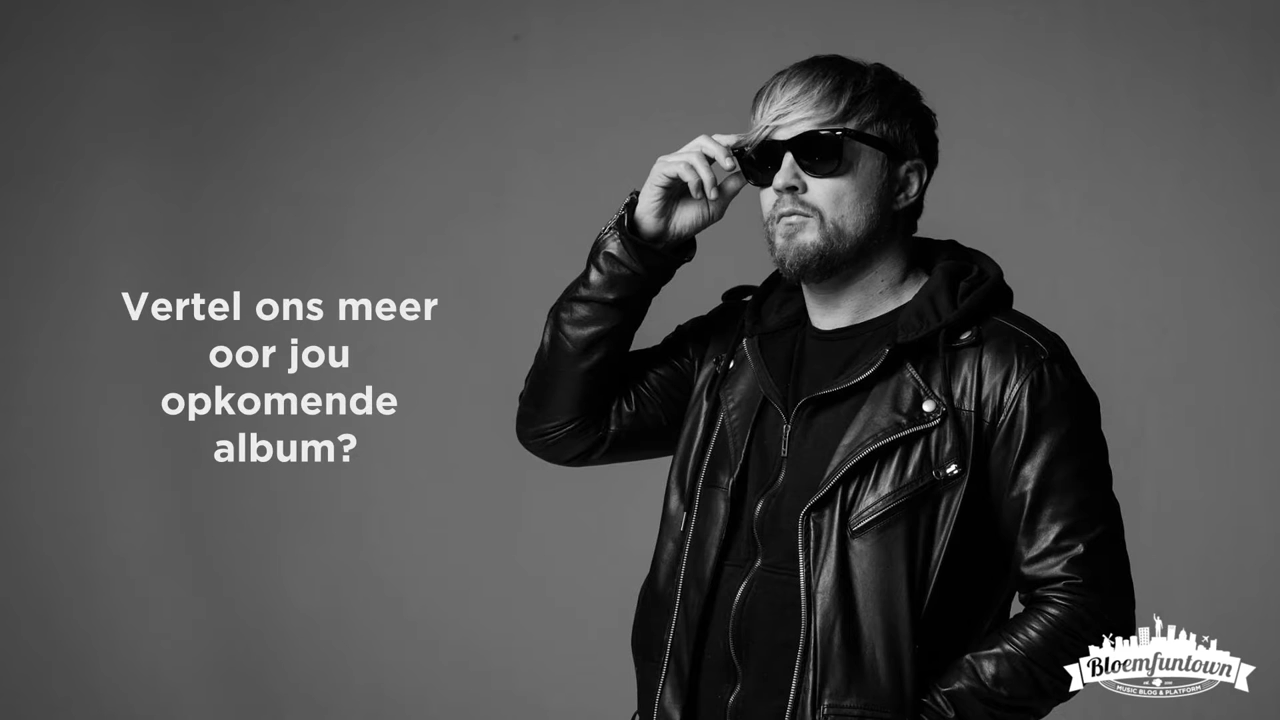 Vertel ons meer
oor jou
opkomende
album?
Bloemfuntown
MUSIC BLOG & PLATFORM